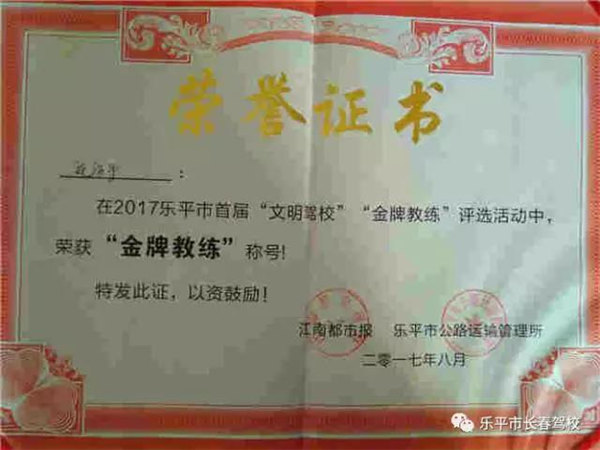 荣誉证书
:
在2017乐平市首届“文明驾校”“金牌教练”评选活动中，
荣获“金牌教练”称号！
特发此证，以资鼓励！
江南都市报 乐平市公路运输管理所
二零一七年八月
乐平市长春驾校